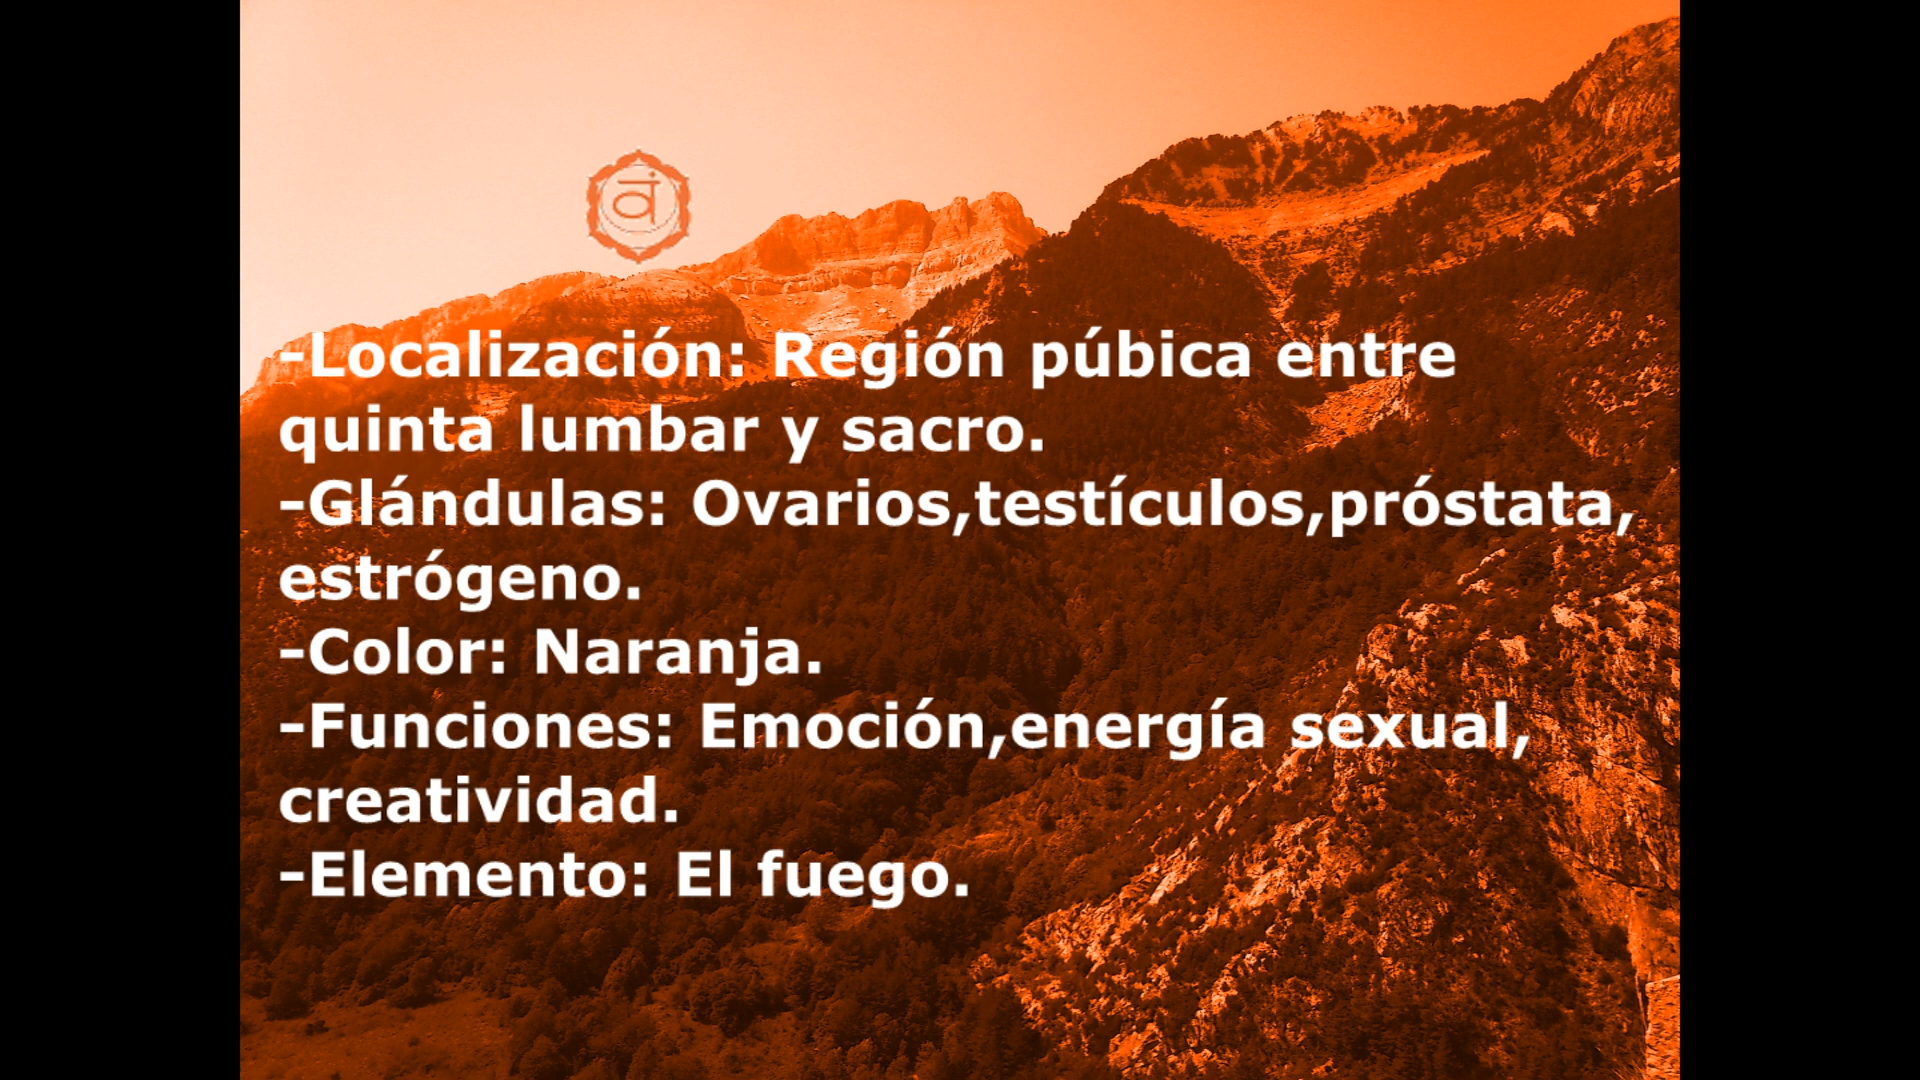 वं
-Localización: Región púbica entre
quinta lumbar y sacro.
-Glándulas: Ovarios,testículos,próstata,
estrógeno.
-Color: Naranja.
-Funciones: Emoción,energía sexual,
creatividad.
-Elemento: El fuego.